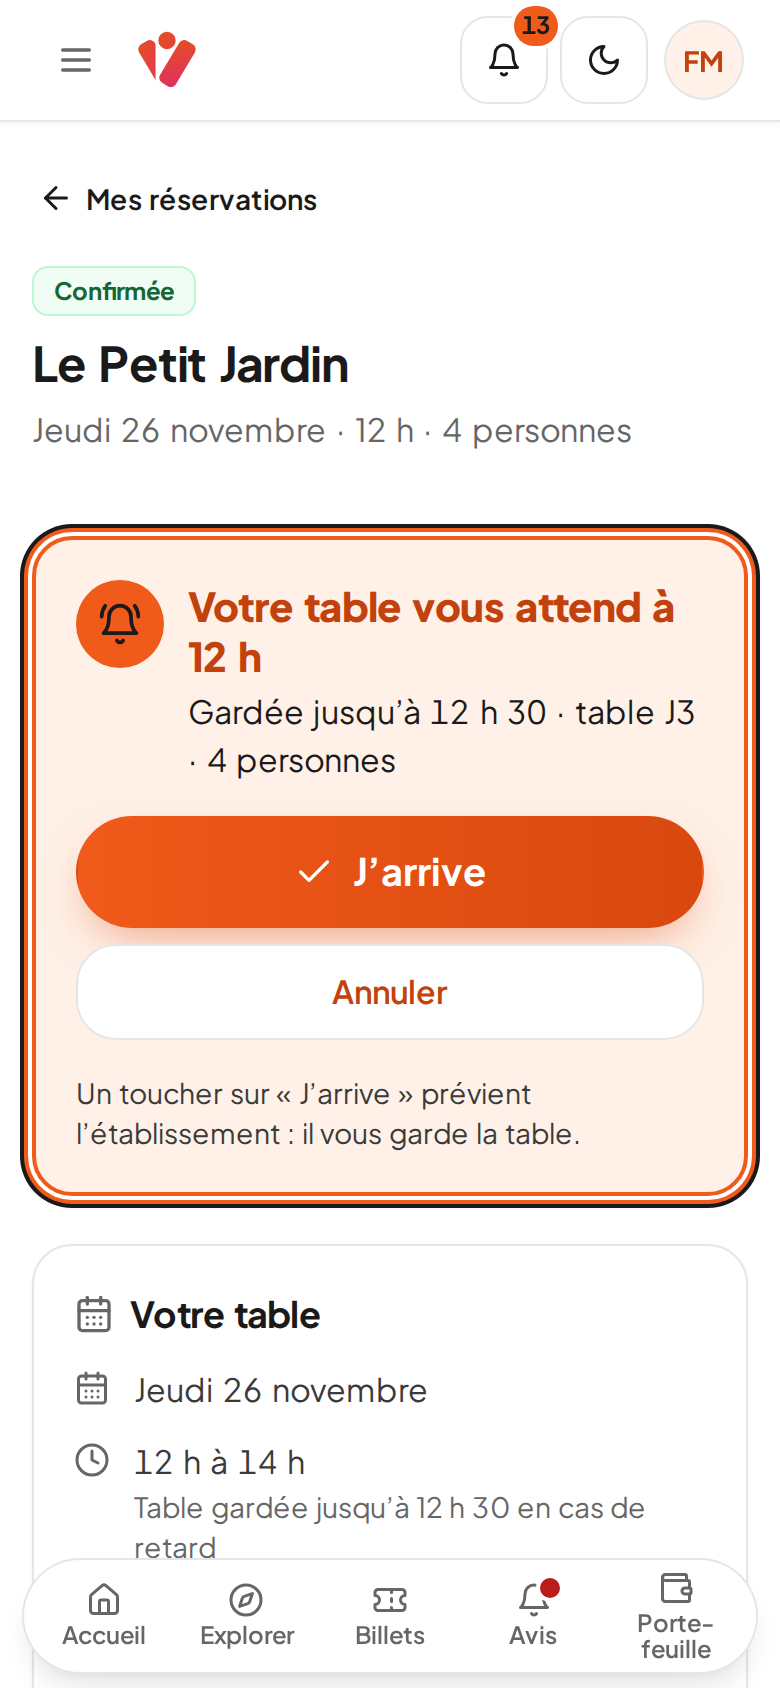 13
FM
Mes réservations
Confirmée
Le Petit Jardin
Jeudi 26 novembre · 12 h · 4 personnes
Votre table vous attend à
12 h
Gardée jusqu’à 12 h 30 · table J3
· 4 personnes
J’arrive
Annuler
Un toucher sur « J’arrive » prévient
l’établissement : il vous garde la table.
Votre table
Jeudi 26 novembre
12 h à 14 h
Table gardée jusqu’à 12 h 30 en cas de
retard
Accueil
Explorer
Billets
Avis
Porte-
feuille